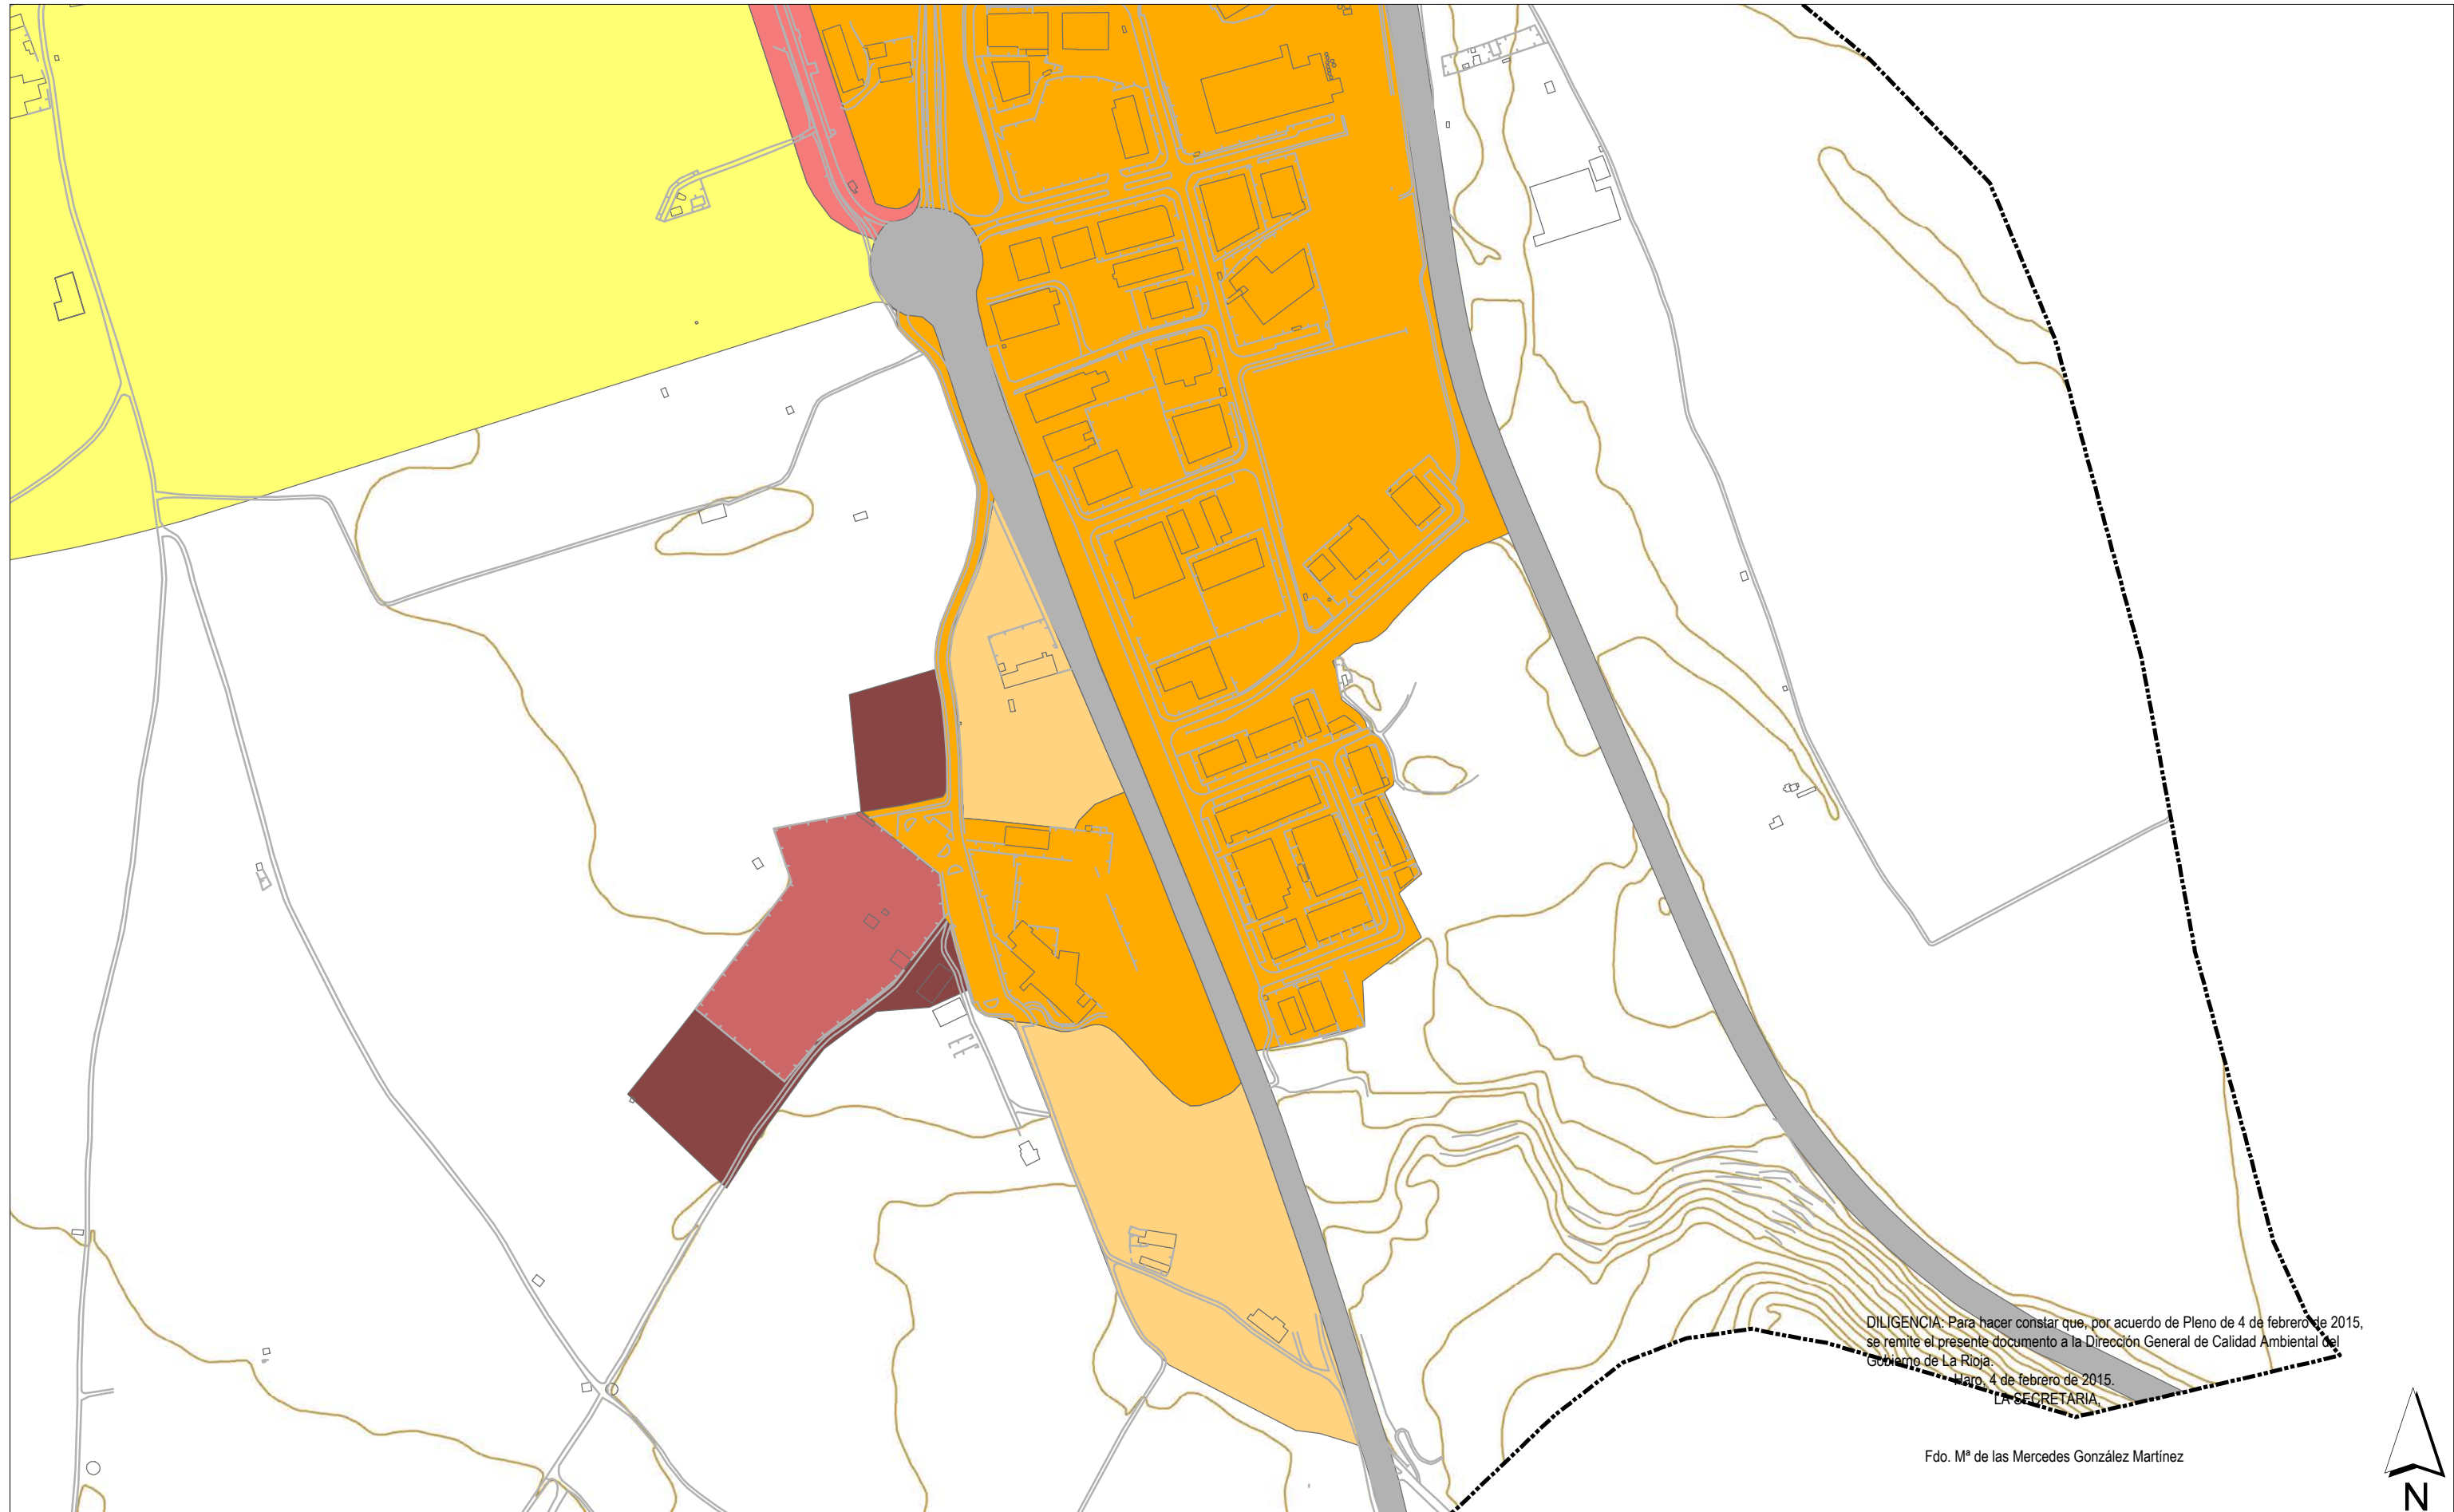 DILIGENCIA: Para hacer constar que, por acuerdo de Pleno de 4 de febrero de 2015,
se remite el presente documento a la Dirección General de Calidad Ambiental del
Gobierno de La Rioja.
Haro, 4 de febrero de 2015.
LA SECRETARIA,
Fdo. Mª de las Mercedes González Martínez
N